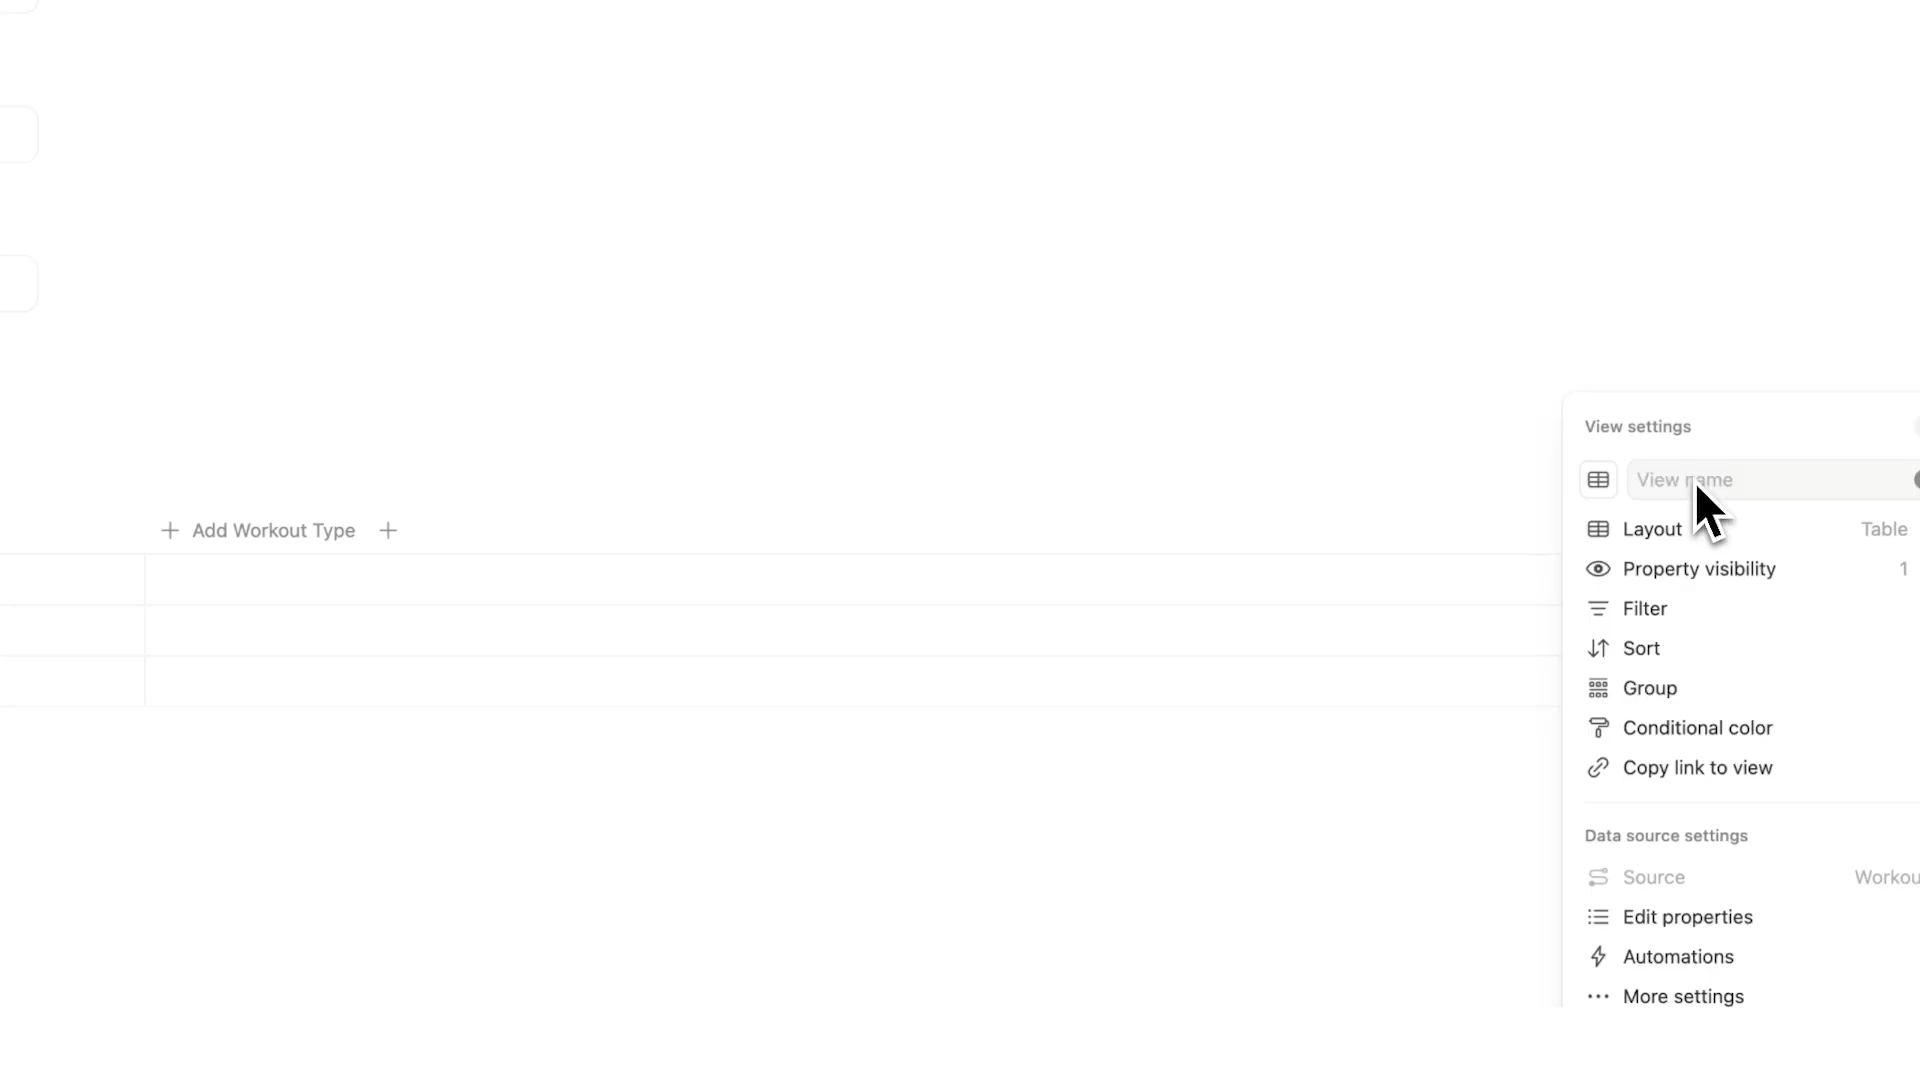 View settings
View name
Layout Table
Property visibility 1
Filter
Sort
Group
Conditional color
Copy link to view
Data source settings
Source Workou
Edit properties
Automations
More settings
Add Workout Type